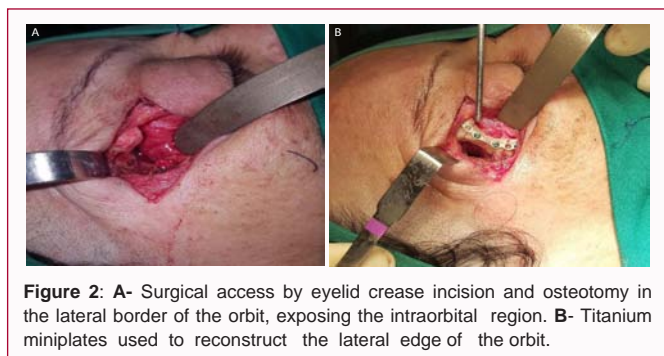 A
B
Figure 2: A- Surgical access by eyelid crease incision and osteotomy in
the lateral border of the orbit, exposing the intraorbital region. B- Titanium
miniplates used to reconstruct the lateral edge of the orbit.